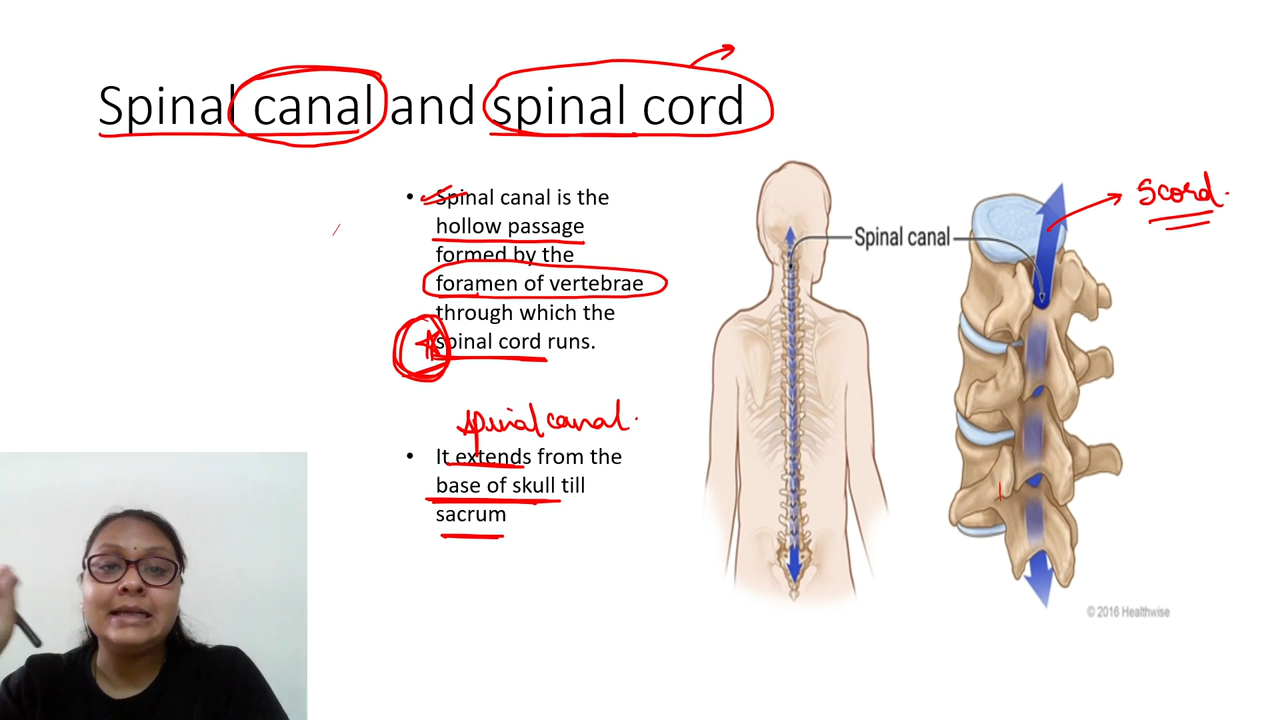 Spinal canal and spinal cord
• Spinal canal is the
hollow passage
formed by the
foramen of vertebrae
through which the
spinal cord runs.
spinal canal.
• It extends from the
base of skull till
sacrum
Spinal canal
Scord.
© 2016 Healthwise